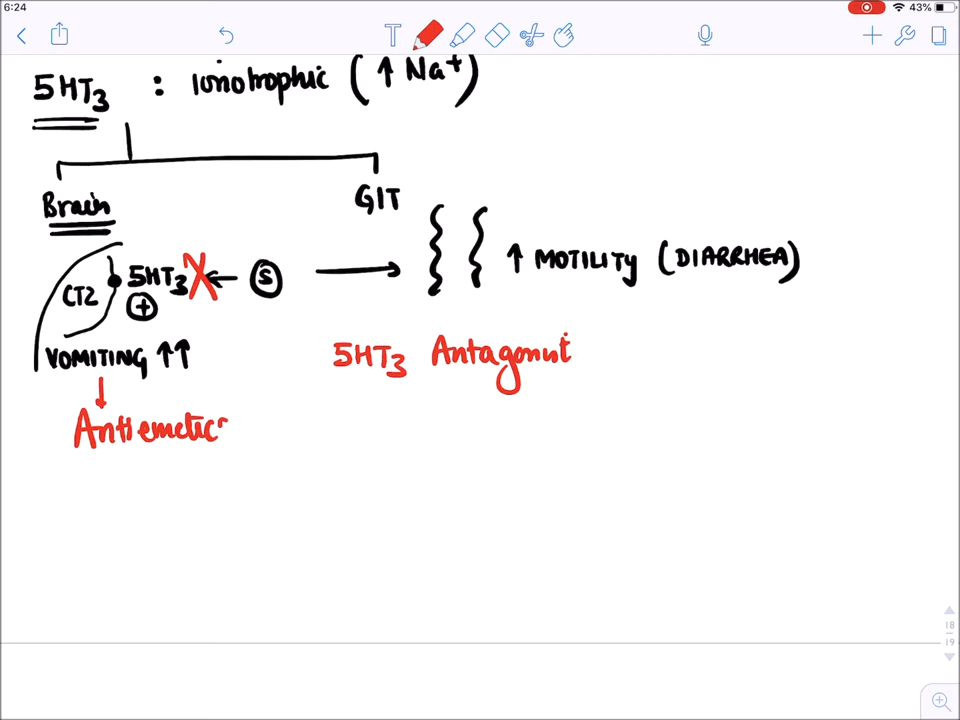 6:24
43%
T
5HT3 : Ionotrophic (↑ Na+)
Brain
GIT
CTZ 5HT3 X ← S
+
↑ MOTILITY (DIARRHEA)
VOMITING ↑↑
5HT3 Antagonist
Antiemetic
18
19